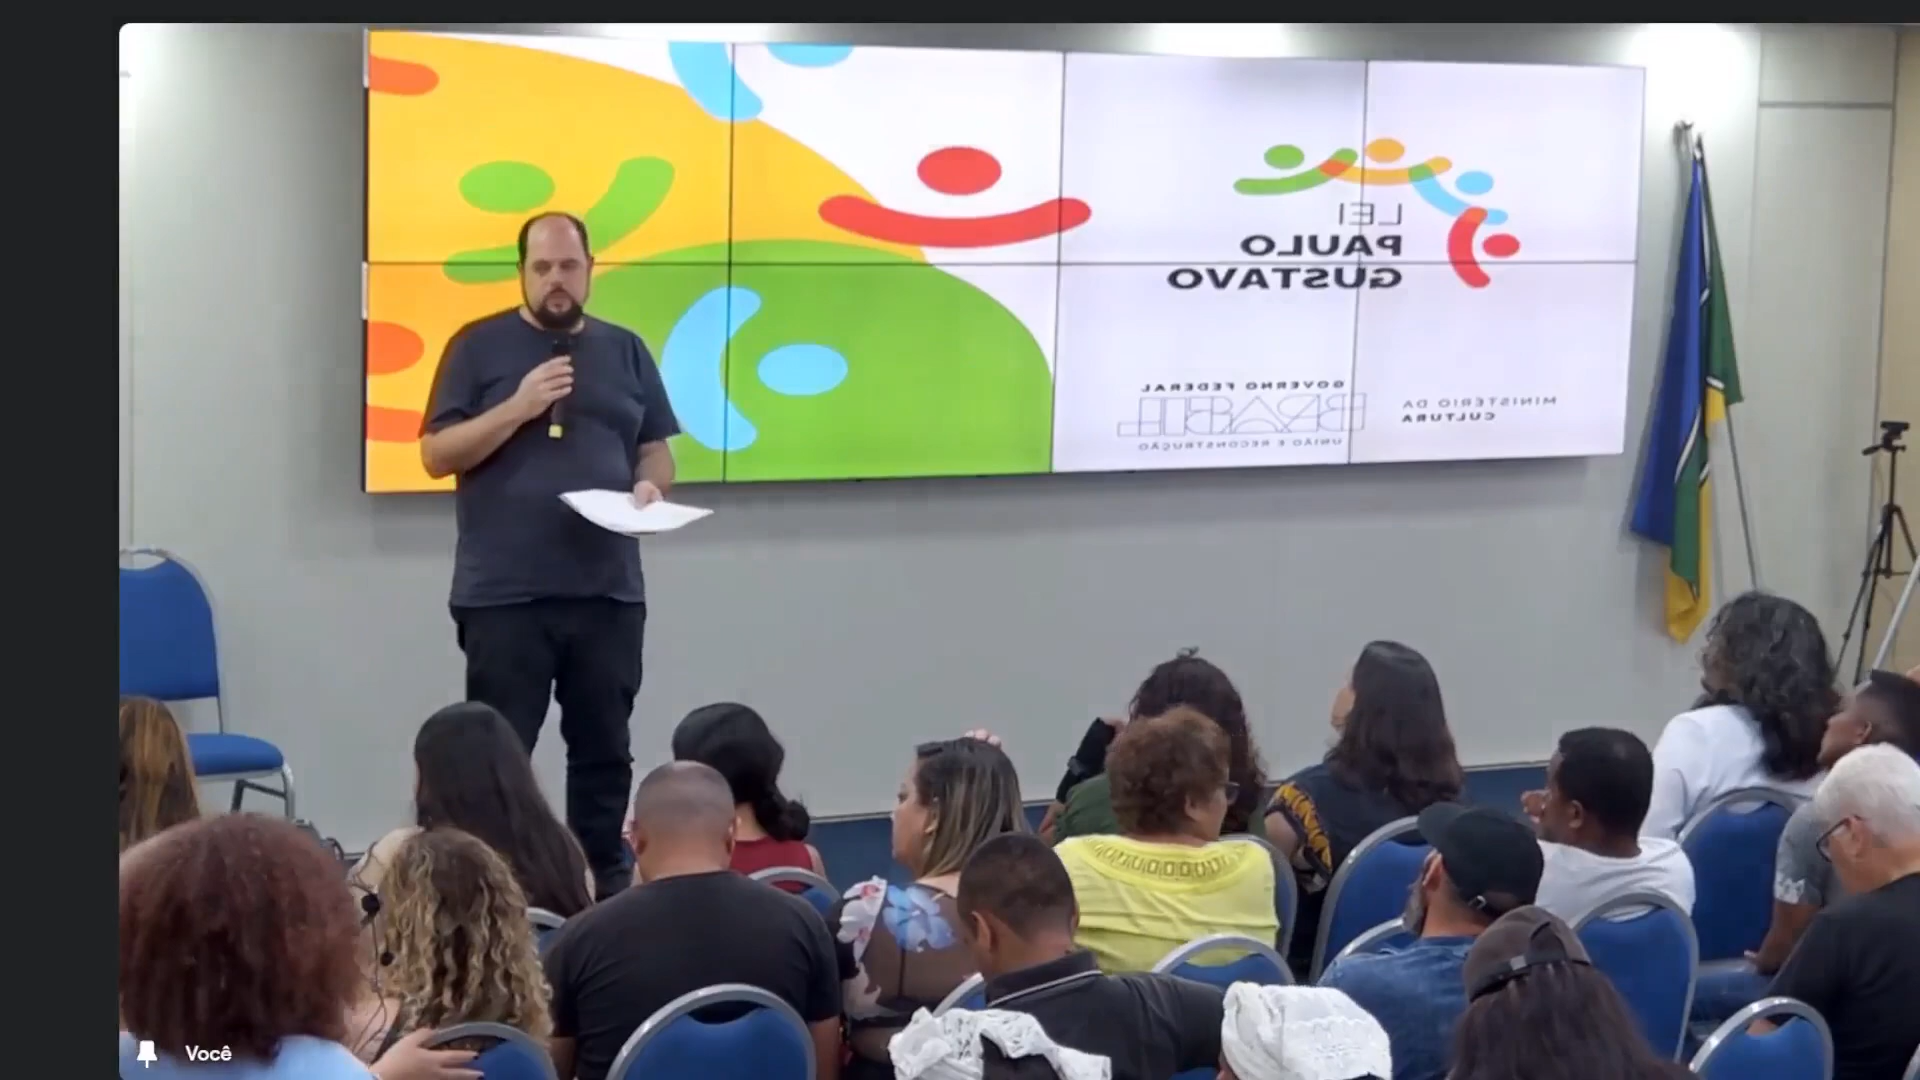 LEI
PAULO
GUSTAVO
GOVERNO FEDERAL
BRASIL
UNIÃO E RECONSTRUÇÃO
MINISTÉRIO DA
CULTURA
Você